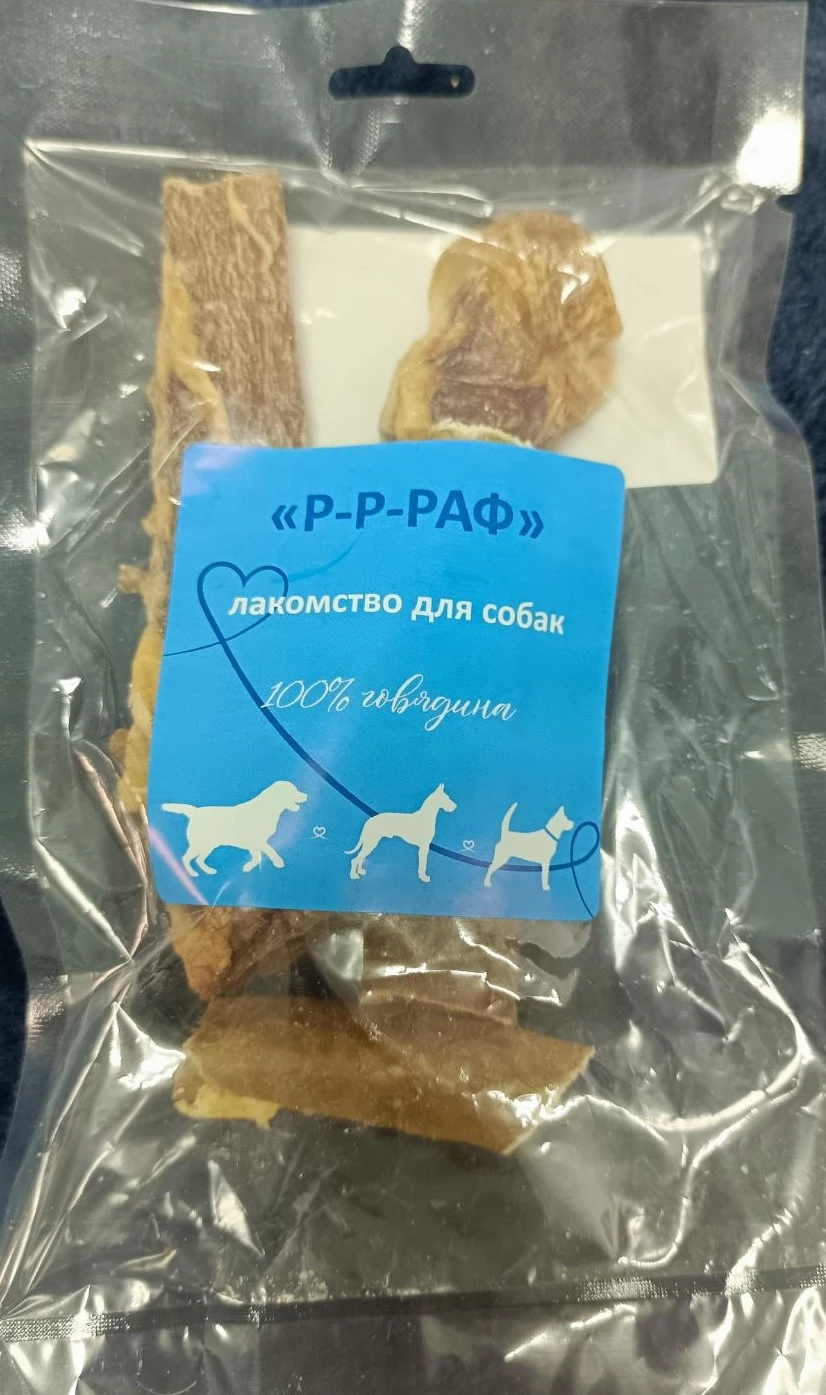 «Р-Р-РАФ»
лакомство для собак
100% говядина